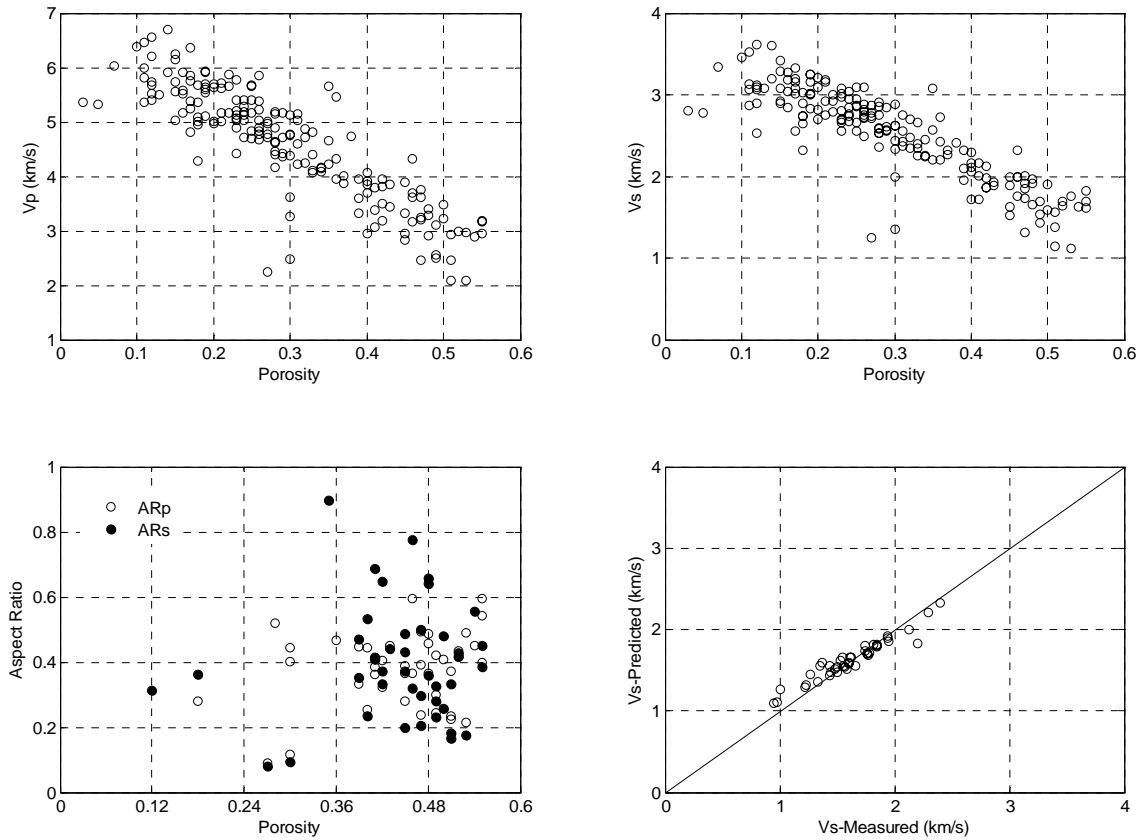 7
6
5
4
3
2
1
Vp (km/s)
0 0.1 0.2 0.3 0.4 0.5 0.6
Porosity
4
3
2
1
0
Vs (km/s)
0 0.1 0.2 0.3 0.4 0.5 0.6
Porosity
1
0.8
0.6
0.4
0.2
0
Aspect Ratio
ARp
ARs
0 0.12 0.24 0.36 0.48 0.6
Porosity
4
3
2
1
0
Vs-Predicted (km/s)
0 1 2 3 4
Vs-Measured (km/s)